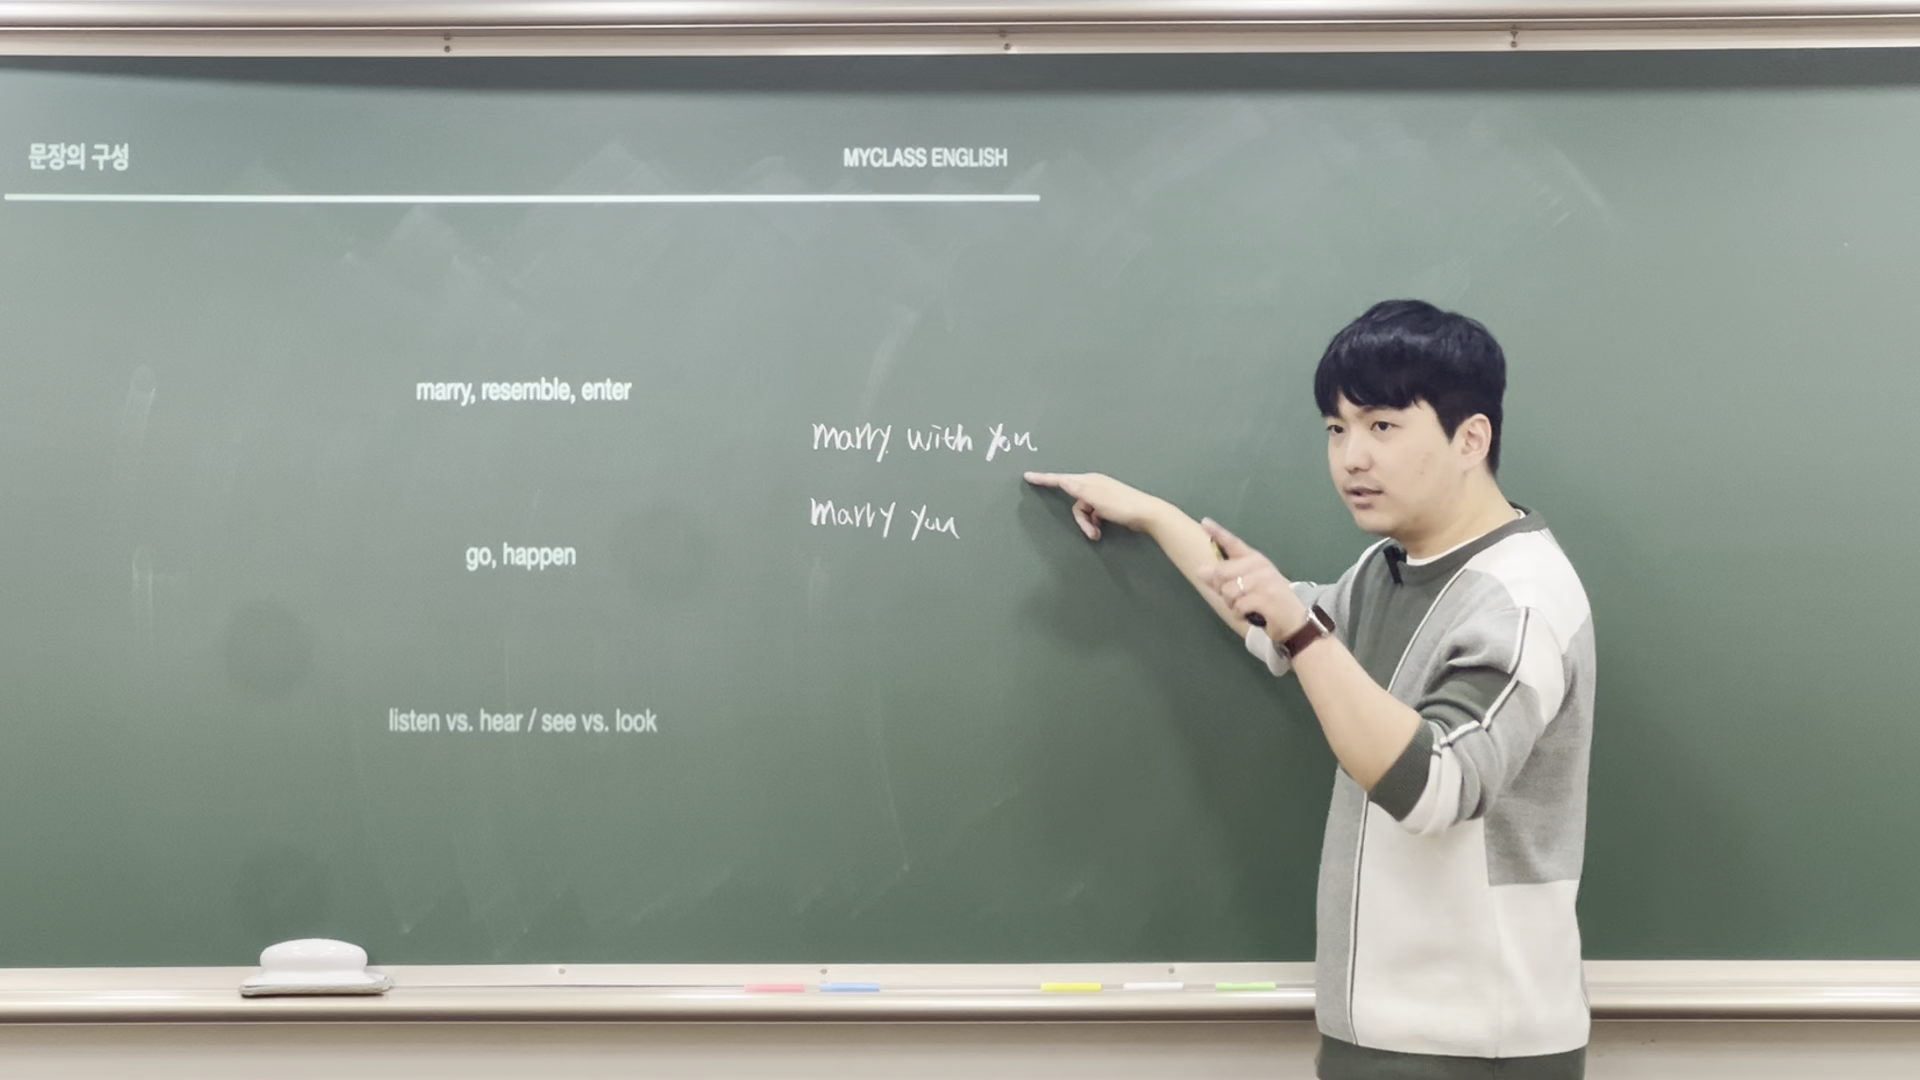 문장의 구성
MYCLASS ENGLISH
marry, resemble, enter
marry with you
marry you
go, happen
listen vs. hear / see vs. look